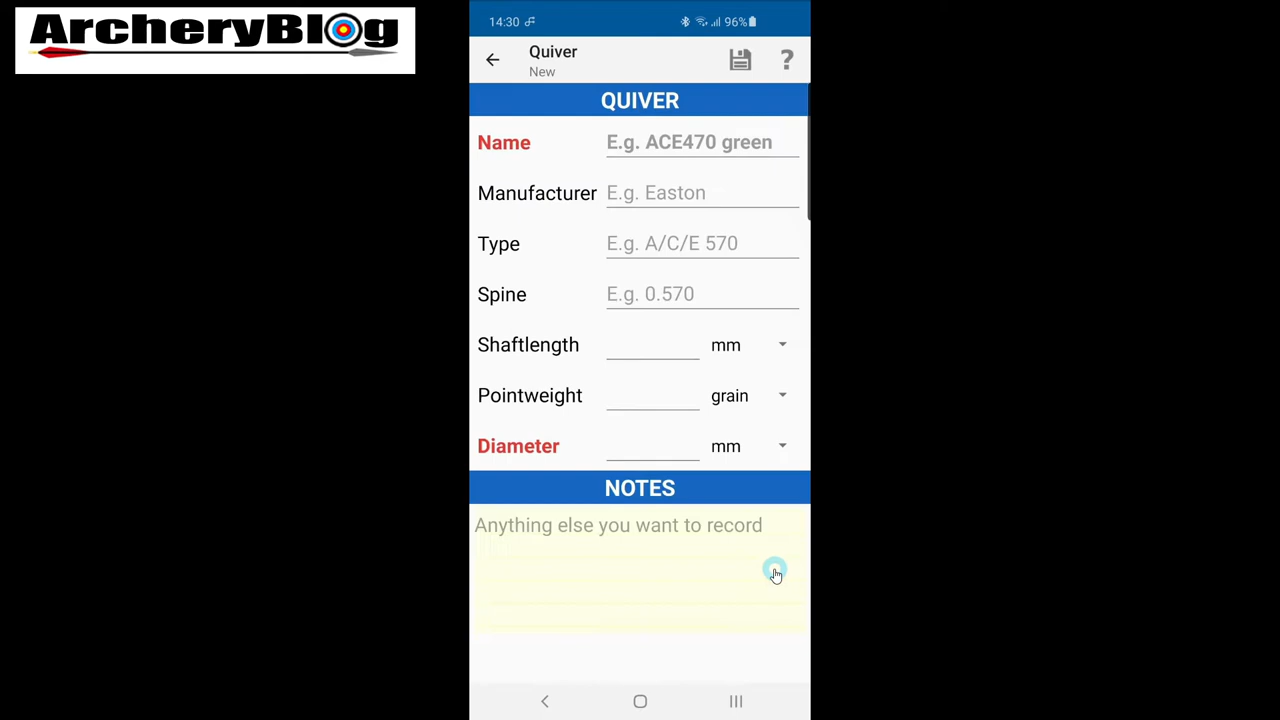 ArcheryBlog
14:30 96%
Quiver
New
?
QUIVER
Name E.g. ACE470 green
Manufacturer E.g. Easton
Type E.g. A/C/E 570
Spine E.g. 0.570
Shaftlength mm
Pointweight grain
Diameter mm
NOTES
Anything else you want to record